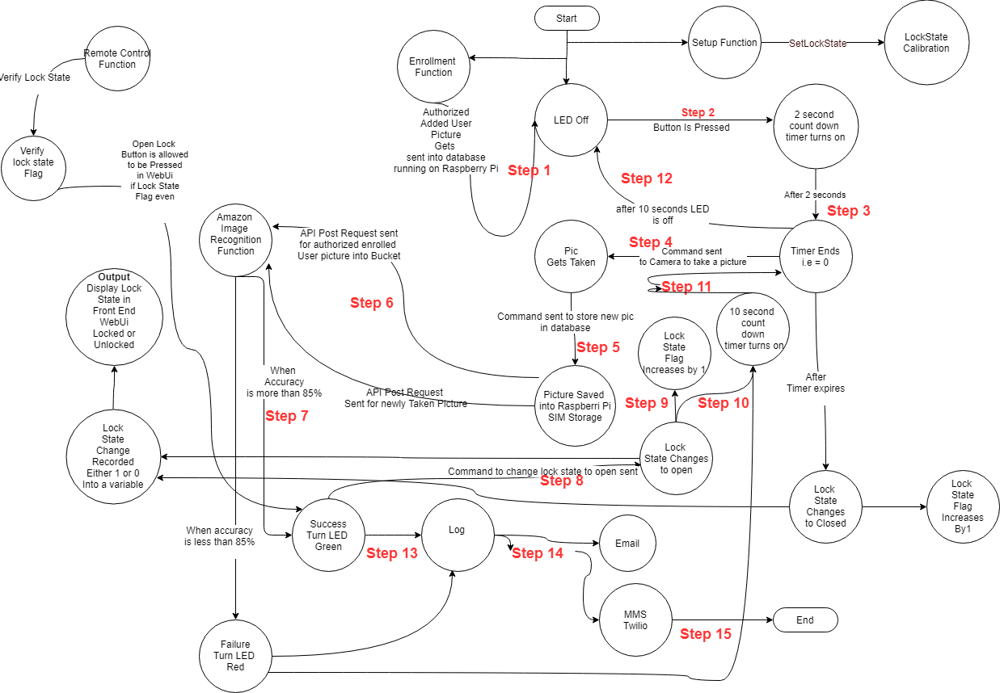 Start
Setup Function
SetLockState
LockState
Calibration
Remote Control
Function
Verify Lock State
Verify
lock state
Flag
Open Lock
Button is allowed
to be Pressed
in WebUi
if Lock State
Flag even
Enrollment
Function
Authorized
Added User
Picture
Gets
sent into database
running on Raspberry Pi
Step 1
LED Off
Step 2
Button Is Pressed
2 second
count down
timer turns on
After 2 seconds
Step 3
Step 12
after 10 seconds LED
is off
Timer Ends
i.e = 0
Step 4
Command sent
to Camera to take a picture
Pic
Gets Taken
Step 11
10 second
count
down
timer turns on
Amazon
Image
Recognition
Function
API Post Request sent
for authorized enrolled
User picture into Bucket
Step 6
Command sent to store new pic
in database
Step 5
Picture Saved
into Raspberri Pi
SIM Storage
API Post Request
Sent for newly Taken Picture
Output
Display Lock
State in
Front End
WebUi
Locked or
Unlocked
When
Accuracy
is more than 85%
Step 7
Lock
State
Flag
Increases by 1
Step 9
Step 10
Lock
State Changes
to open
After
Timer expires
Lock
State
Change
Recorded
Either 1 or 0
Into a variable
Command to change lock state to open sent
Step 8
Lock
State
Changes
to Closed
Lock
State
Flag
Increases
By1
When accuracy
is less than 85%
Success
Turn LED
Green
Step 13
Log
Step 14
Email
MMS
Twilio
Step 15
End
Failure
Turn LED
Red